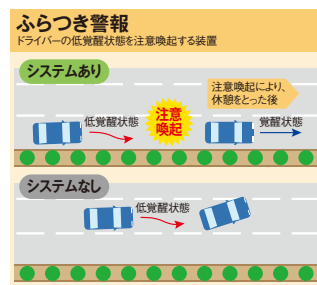 ふらつき警報
ドライバーの低覚醒状態を注意喚起する装置
システムあり
注意喚起により、
休憩をとった後
低覚醒状態
注意
喚起
覚醒状態
システムなし
低覚醒状態